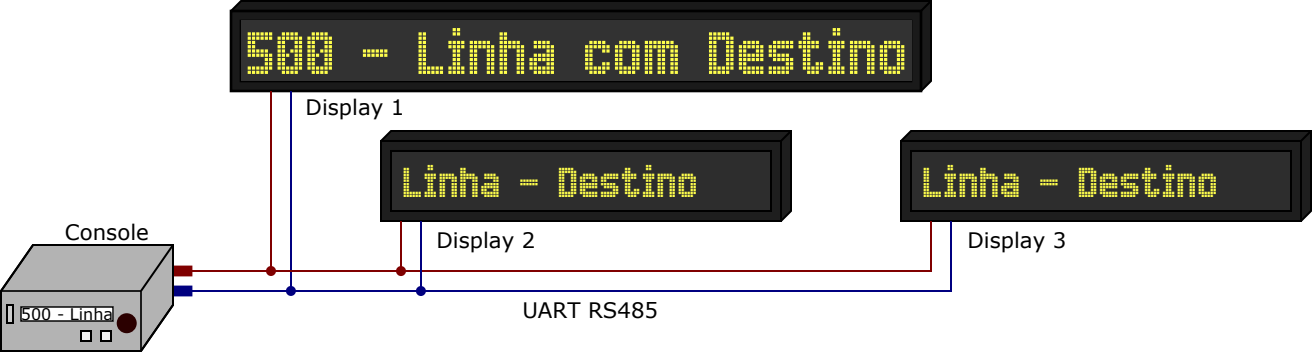 500 - Linha com Destino
Display 1
Linha - Destino
Linha - Destino
Display 2
Display 3
Console
500 - Linha
UART RS485